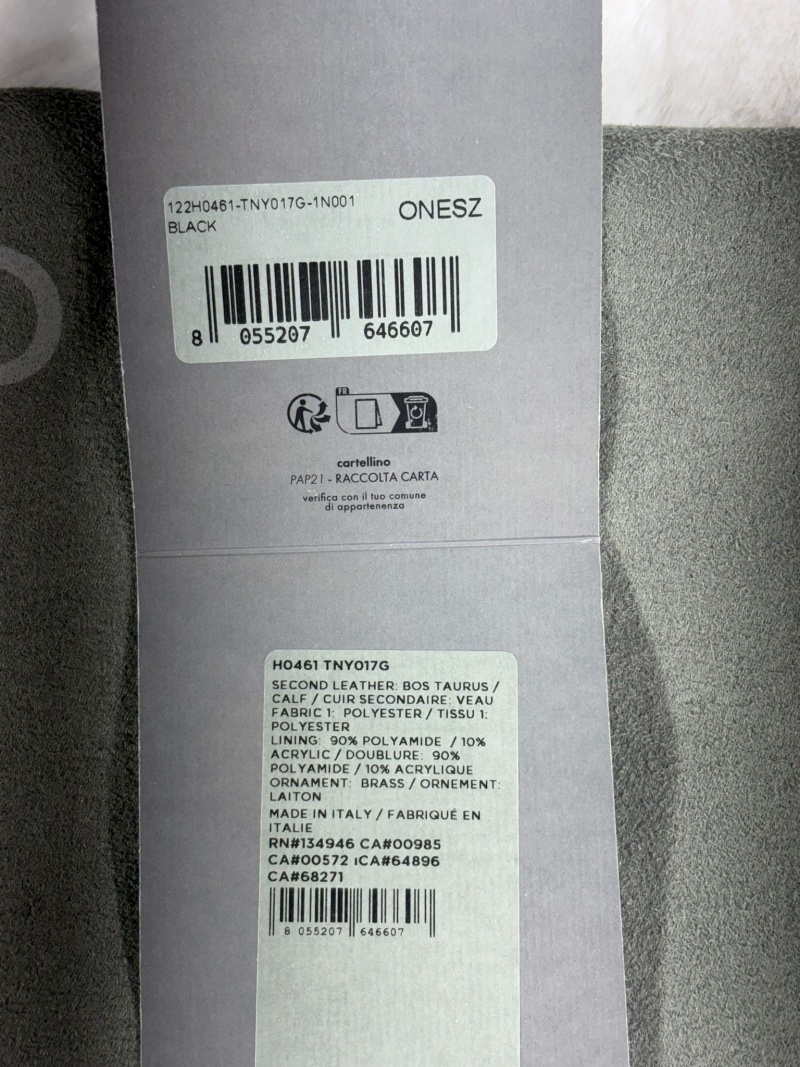 122H0461-TNY017G-1N001
BLACK
ONESZ
8 055207 646607
FR
cartellino
PAP21 - RACCOLTA CARTA
verifica con il tuo comune
di appartenenza
H0461 TNY017G
SECOND LEATHER: BOS TAURUS /
CALF / CUIR SECONDAIRE: VEAU
FABRIC 1: POLYESTER / TISSU 1:
POLYESTER
LINING: 90% POLYAMIDE / 10%
ACRYLIC / DOUBLURE: 90%
POLYAMIDE / 10% ACRYLIQUE
ORNAMENT: BRASS / ORNEMENT:
LAITON
MADE IN ITALY / FABRIQUÉ EN
ITALIE
RN#134946 CA#00985
CA#00572 ıCA#64896
CA#68271
8 055207 646607